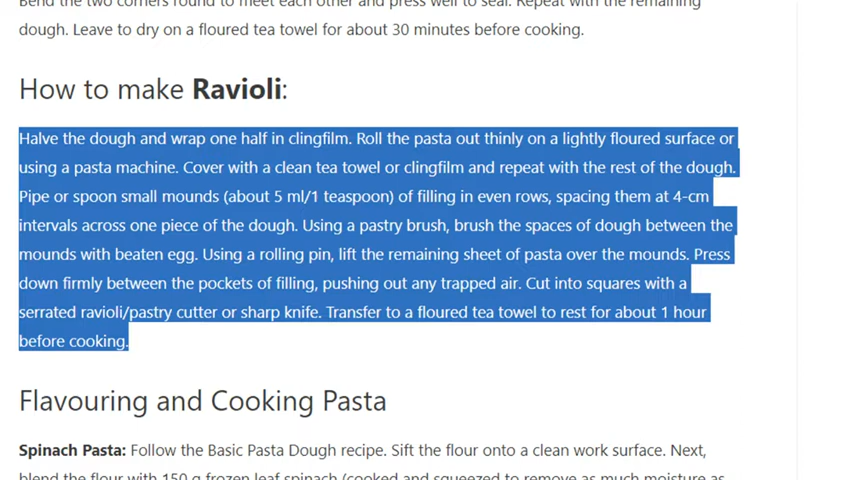 Bend the two corners round to meet each other and press well to seal. Repeat with the remaining
dough. Leave to dry on a floured tea towel for about 30 minutes before cooking.
How to make Ravioli:
Halve the dough and wrap one half in clingfilm. Roll the pasta out thinly on a lightly floured surface or
using a pasta machine. Cover with a clean tea towel or clingfilm and repeat with the rest of the dough.
Pipe or spoon small mounds (about 5 ml/1 teaspoon) of filling in even rows, spacing them at 4-cm
intervals across one piece of the dough. Using a pastry brush, brush the spaces of dough between the
mounds with beaten egg. Using a rolling pin, lift the remaining sheet of pasta over the mounds. Press
down firmly between the pockets of filling, pushing out any trapped air. Cut into squares with a
serrated ravioli/pastry cutter or sharp knife. Transfer to a floured tea towel to rest for about 1 hour
before cooking.
Flavouring and Cooking Pasta
Spinach Pasta: Follow the Basic Pasta Dough recipe. Sift the flour onto a clean work surface. Next,
blend the flour with 150 g frozen leaf spinach (cooked and squeezed to remove as much moisture as